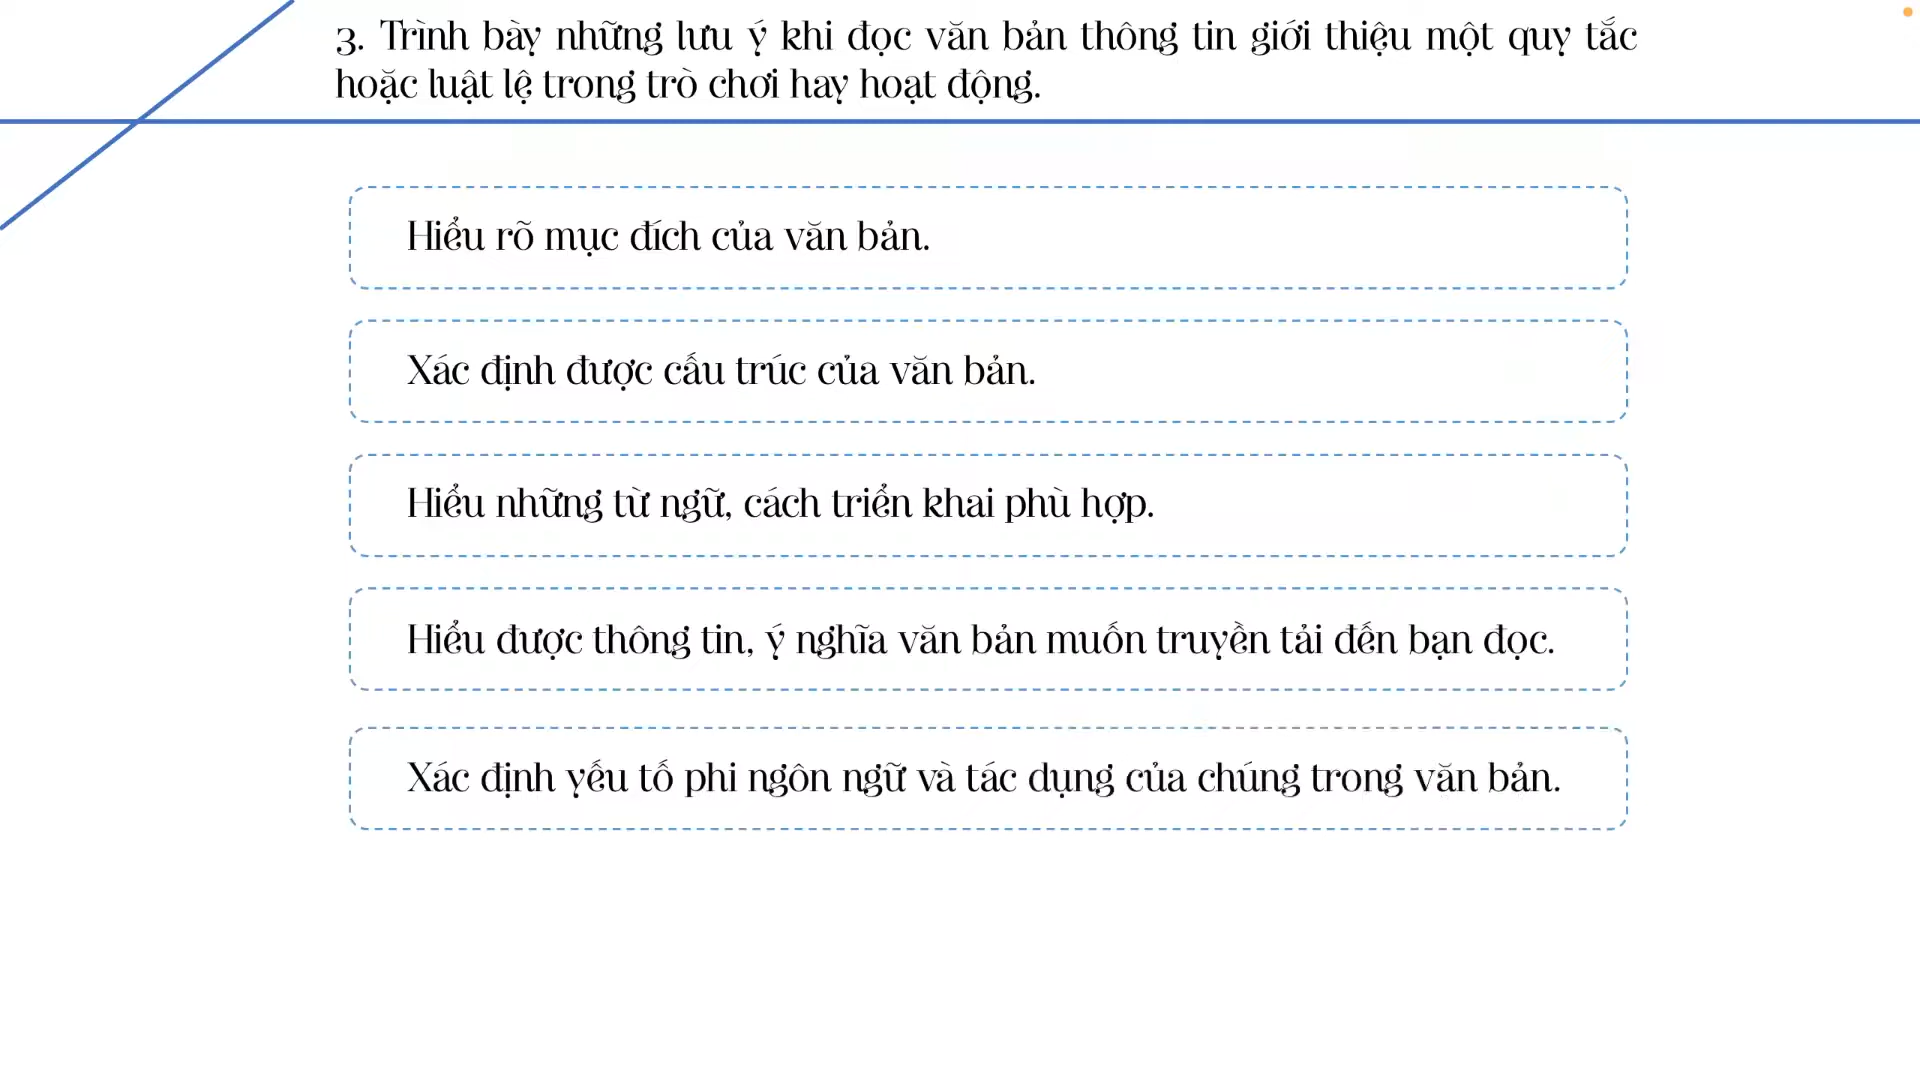 3. Trình bày những lưu ý khi đọc văn bản thông tin giới thiệu một quy tắc
hoặc luật lệ trong trò chơi hay hoạt động.
Hiểu rõ mục đích của văn bản.
Xác định được cấu trúc của văn bản.
Hiểu những từ ngữ, cách triển khai phù hợp.
Hiểu được thông tin, ý nghĩa văn bản muốn truyền tải đến bạn đọc.
Xác định yếu tố phi ngôn ngữ và tác dụng của chúng trong văn bản.